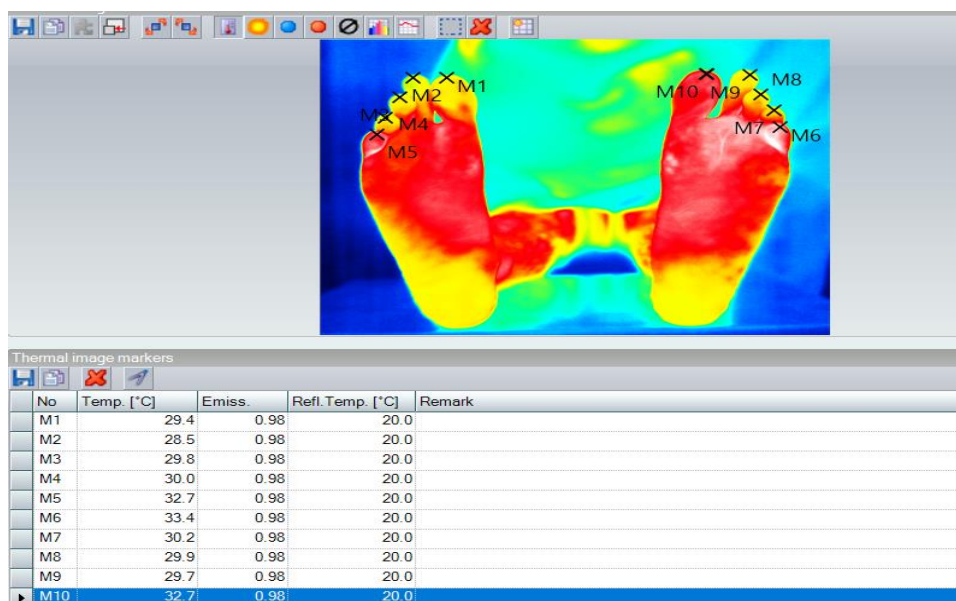 M1
M2
M3
M4
M5
M10
M9
M8
M7
M6
Thermal image markers
No Temp. [°C] Emiss. Refl.Temp. [°C] Remark
M1 29.4 0.98 20.0
M2 28.5 0.98 20.0
M3 29.8 0.98 20.0
M4 30.0 0.98 20.0
M5 32.7 0.98 20.0
M6 33.4 0.98 20.0
M7 30.2 0.98 20.0
M8 29.9 0.98 20.0
M9 29.7 0.98 20.0
M10 32.7 0.98 20.0